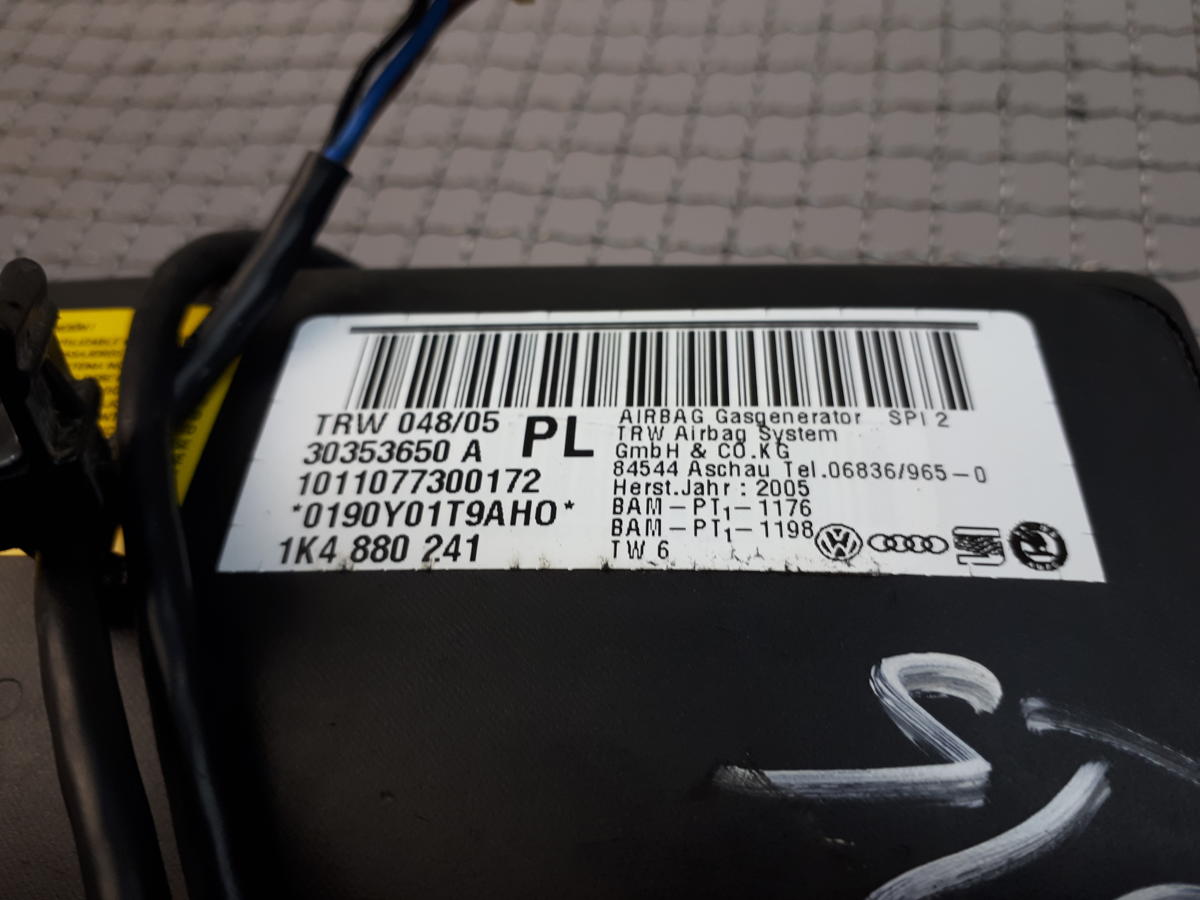 TRW 048/05
30353650 A
PL
1011077300172
*0190Y01T9AHO*
1K4 880 241
AIRBAG Gasgenerator SPI 2
TRW Airbag System
GmbH & CO.KG
84544 Aschau Tel.06836/965-0
Herst.Jahr : 2005
BAM-PT1-1176
BAM-PT1-1198
TW 6
2